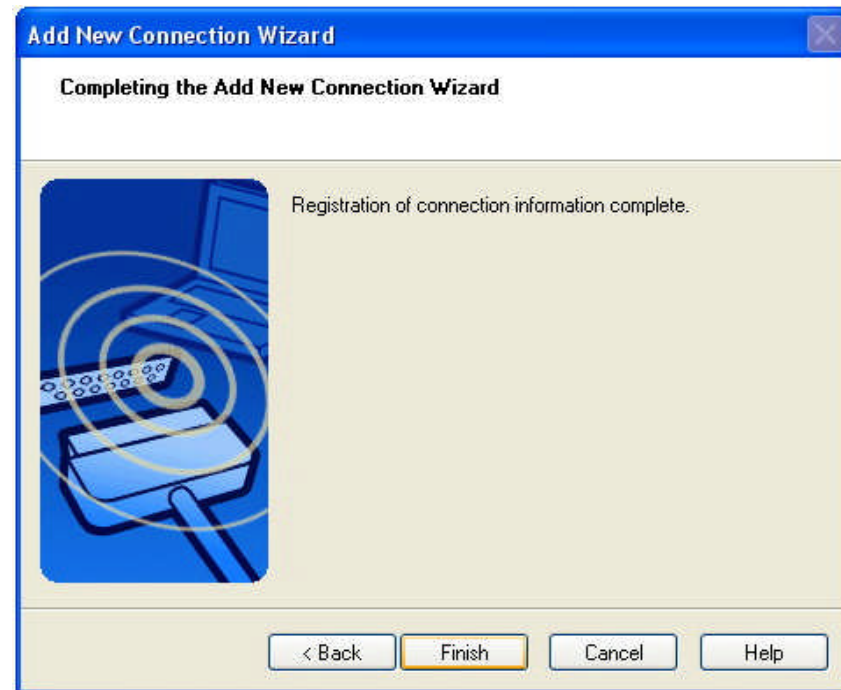 Add New Connection Wizard
Completing the Add New Connection Wizard
Registration of connection information complete.
< Back
Finish
Cancel
Help